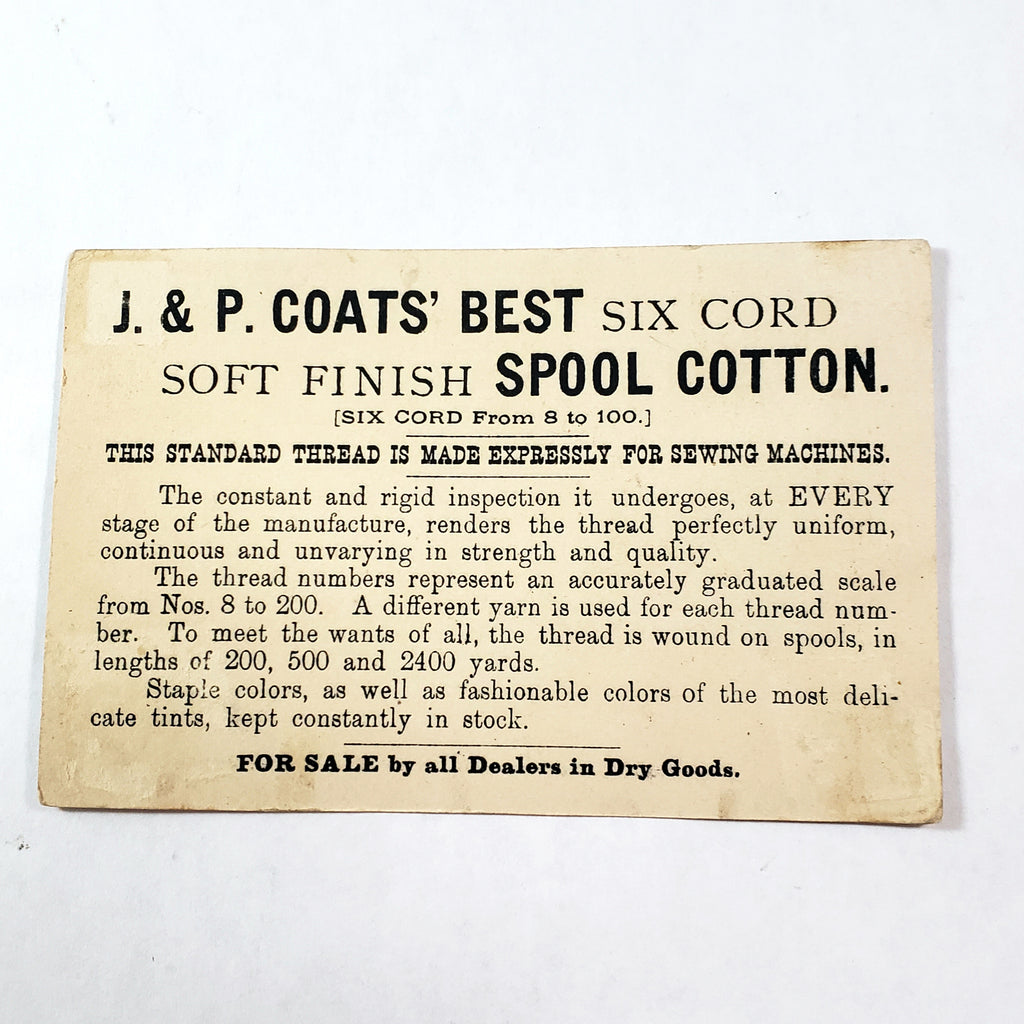 J. & P. COATS' BEST SIX CORD
SOFT FINISH SPOOL COTTON.
[SIX CORD From 8 to 100.]
THIS STANDARD THREAD IS MADE EXPRESSLY FOR SEWING MACHINES.
The constant and rigid inspection it undergoes, at EVERY
stage of the manufacture, renders the thread perfectly uniform,
continuous and unvarying in strength and quality.
The thread numbers represent an accurately graduated scale
from Nos. 8 to 200. A different yarn is used for each thread num-
ber. To meet the wants of all, the thread is wound on spools, in
lengths of 200, 500 and 2400 yards.
Staple colors, as well as fashionable colors of the most deli-
cate tints, kept constantly in stock.
FOR SALE by all Dealers in Dry Goods.